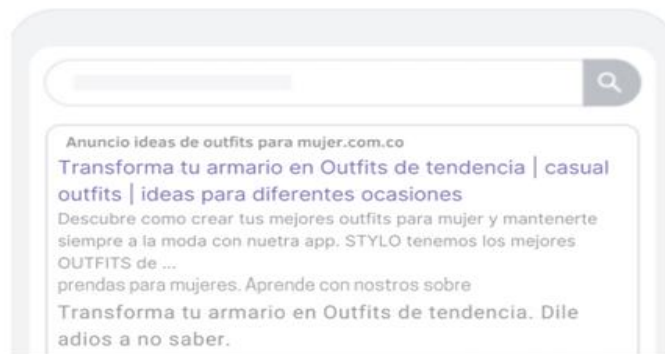 Anuncio ideas de outfits para mujer.com.co
Transforma tu armario en Outfits de tendencia | casual
outfits | ideas para diferentes ocasiones
Descubre como crear tus mejores outfits para mujer y mantenerte
siempre a la moda con nuetra app. STYLO tenemos los mejores
OUTFITS de ...
prendas para mujeres. Aprende con nostros sobre
Transforma tu armario en Outfits de tendencia. Dile
adios a no saber.